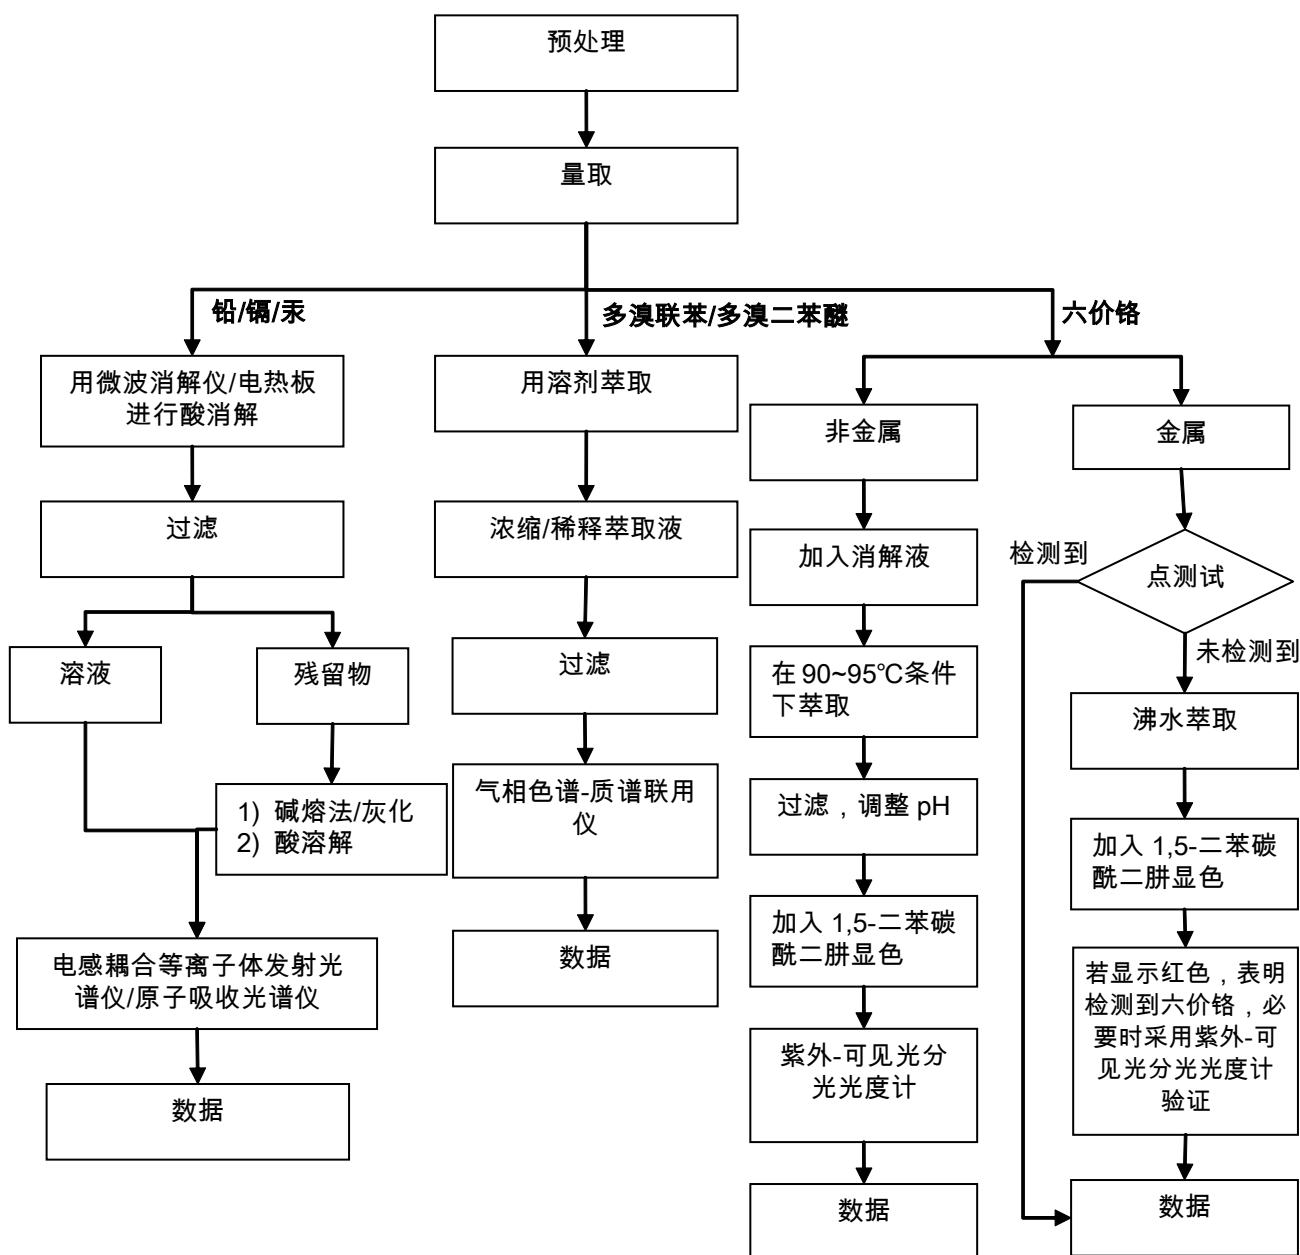 预处理
量取
铅/镉/汞
多溴联苯/多溴二苯醚
六价铬
用微波消解仪/电热板
进行酸消解
过滤
溶液
残留物
1) 碱熔法/灰化
2) 酸溶解
电感耦合等离子体发射光
谱仪/原子吸收光谱仪
数据
用溶剂萃取
浓缩/稀释萃取液
过滤
气相色谱-质谱联用
仪
数据
非金属
加入消解液
在 90~95℃条件
下萃取
过滤，调整 pH
加入 1,5-二苯碳
酰二肼显色
紫外-可见光分
光光度计
数据
金属
点测试
检测到
未检测到
沸水萃取
加入 1,5-二苯碳
酰二肼显色
若显示红色，表明
检测到六价铬，必
要时采用紫外-可
见光分光光度计
验证
数据